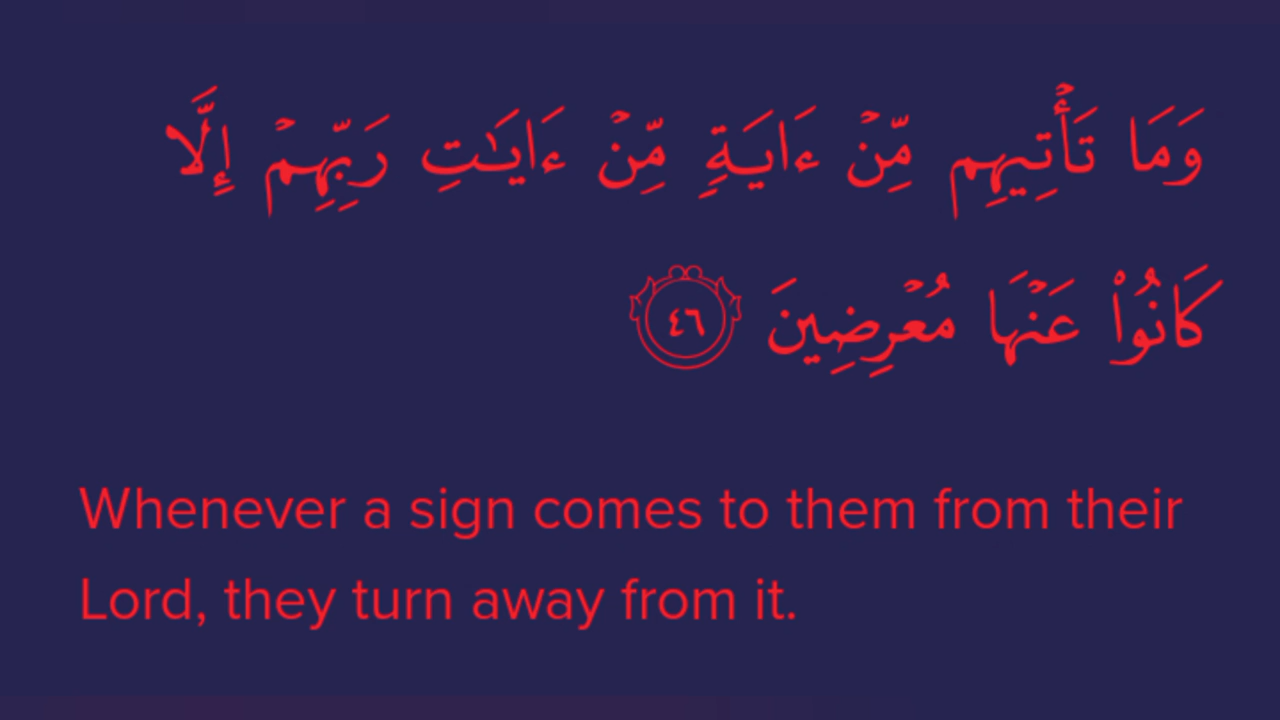 وَمَا تَأْتِيهِم مِّنْ ءَايَةٍ مِّنْ ءَايَـٰتِ رَبِّهِمْ إِلَّا
كَانُوا۟ عَنْهَا مُعْرِضِينَ ٤٦
Whenever a sign comes to them from their
Lord, they turn away from it.